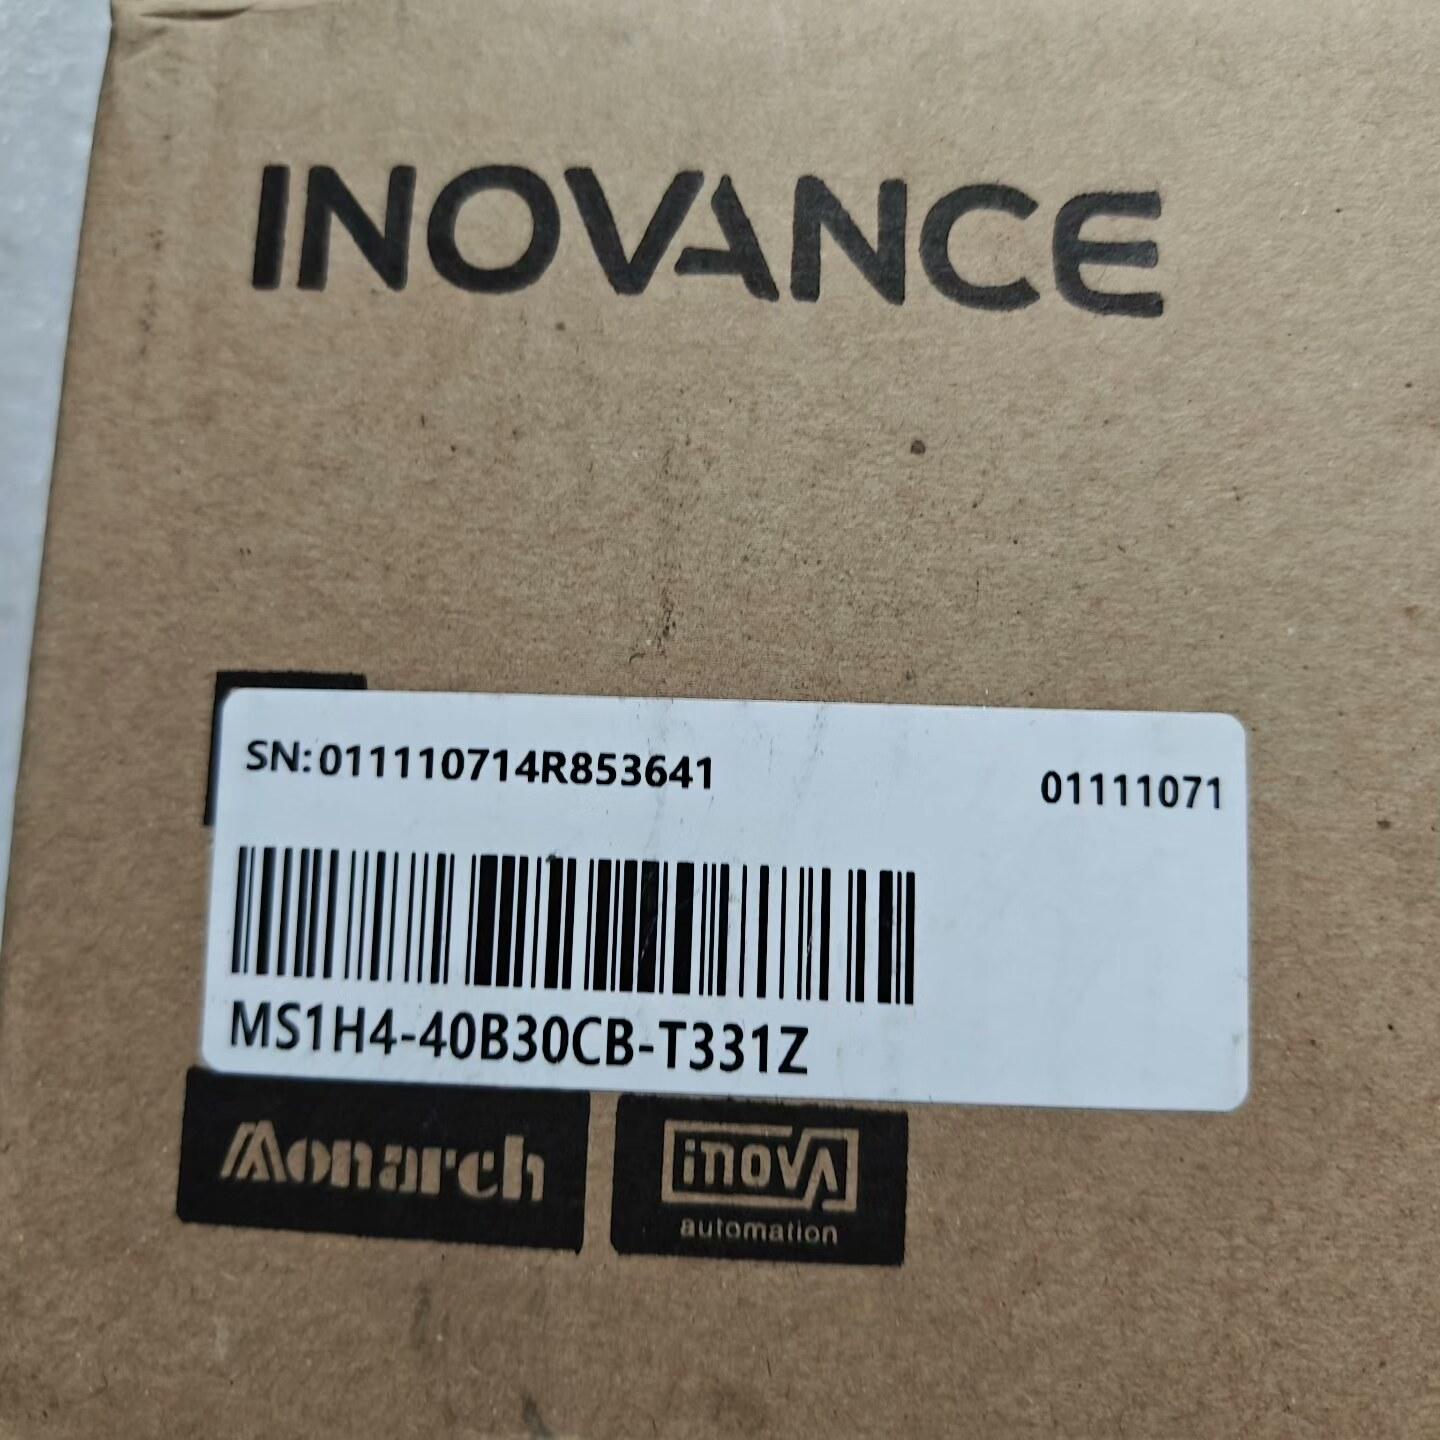 INOVANCE
SN:011110714R853641
01111071
MS1H4-40B30CB-T331Z
Monarch
inovA
automation